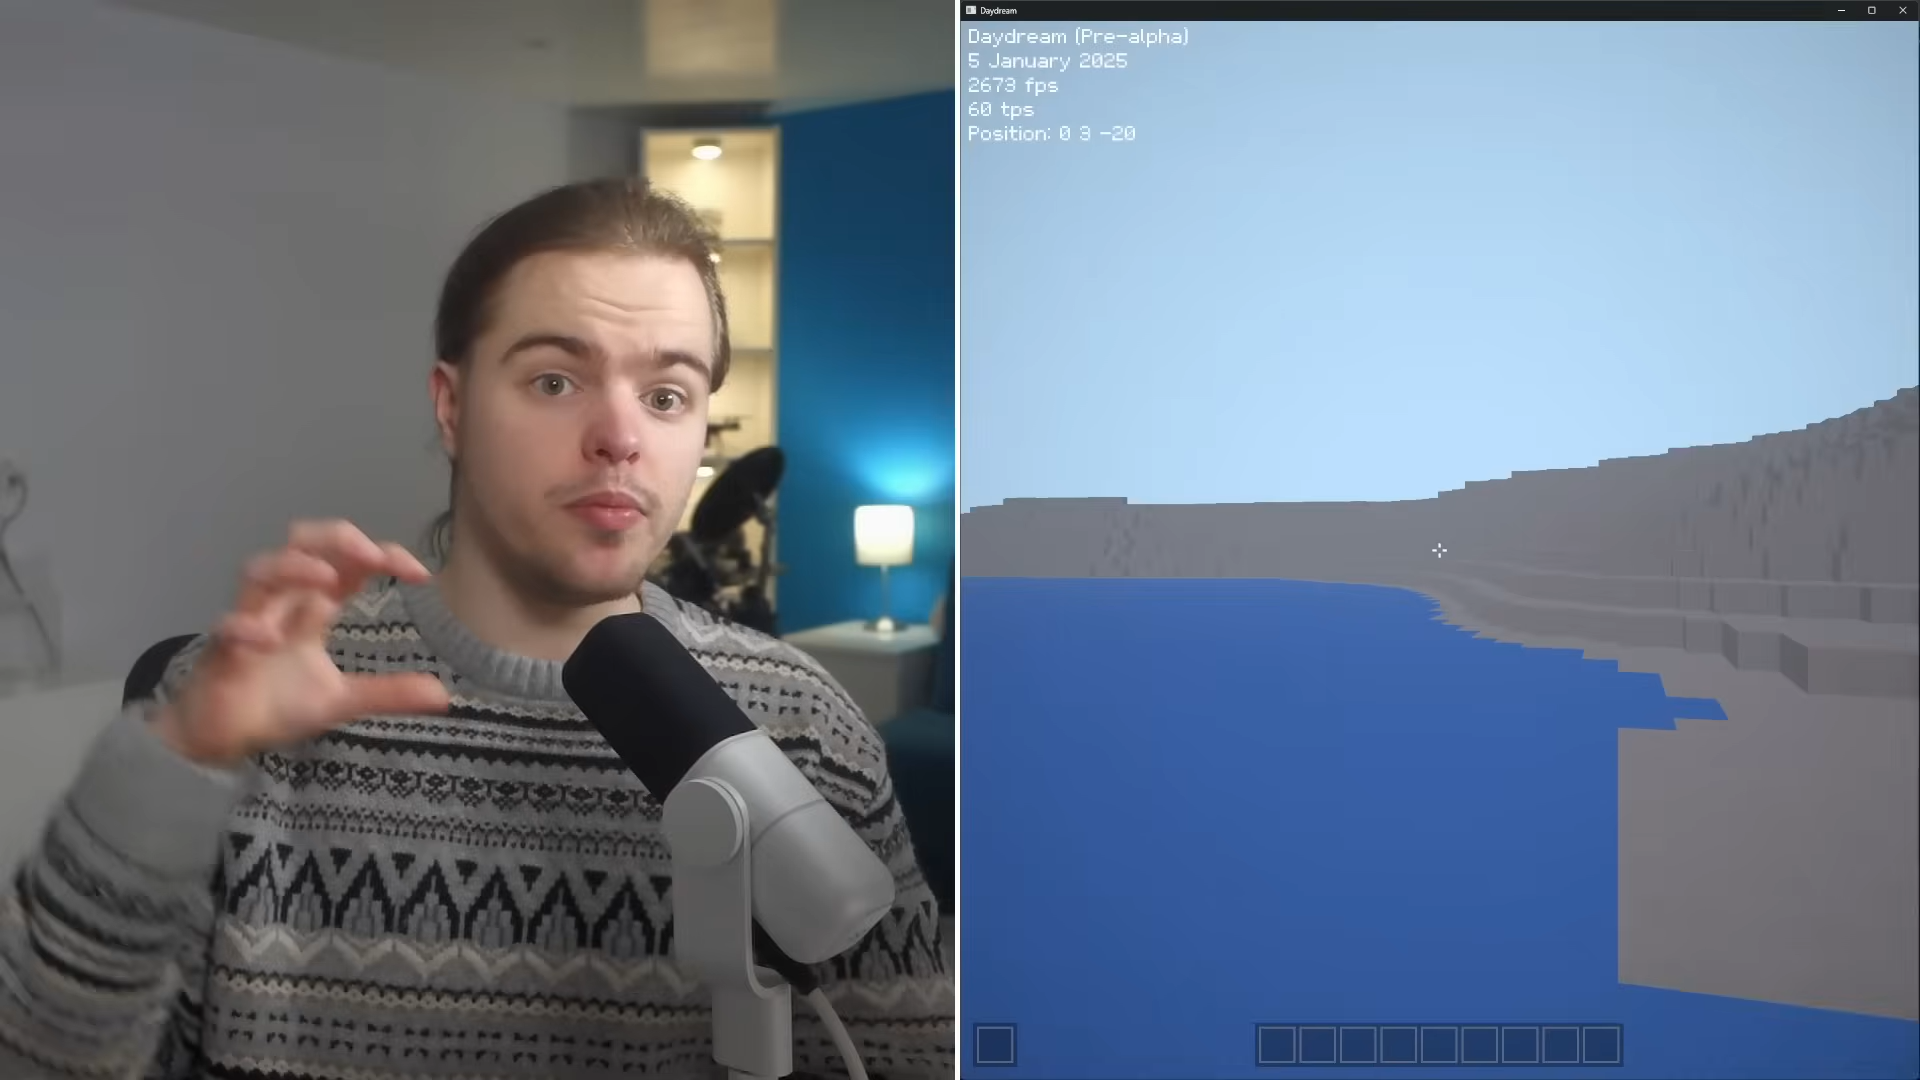 Daydream
Daydream (Pre-alpha)
5 January 2025
2673 fps
60 tps
Position: 0 3 -20